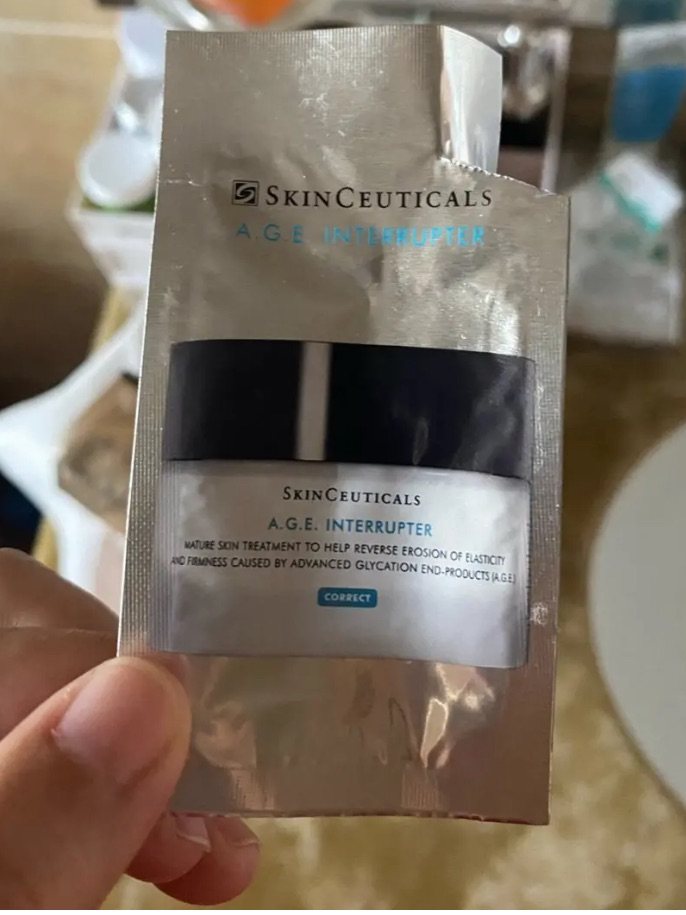 SKINCEUTICALS
A.G.E. INTERRUPTER
SKINCEUTICALS
A.G.E. INTERRUPTER
MATURE SKIN TREATMENT TO HELP REVERSE EROSION OF ELASTICITY
AND FIRMNESS CAUSED BY ADVANCED GLYCATION END-PRODUCTS (A.G.E.)
CORRECT